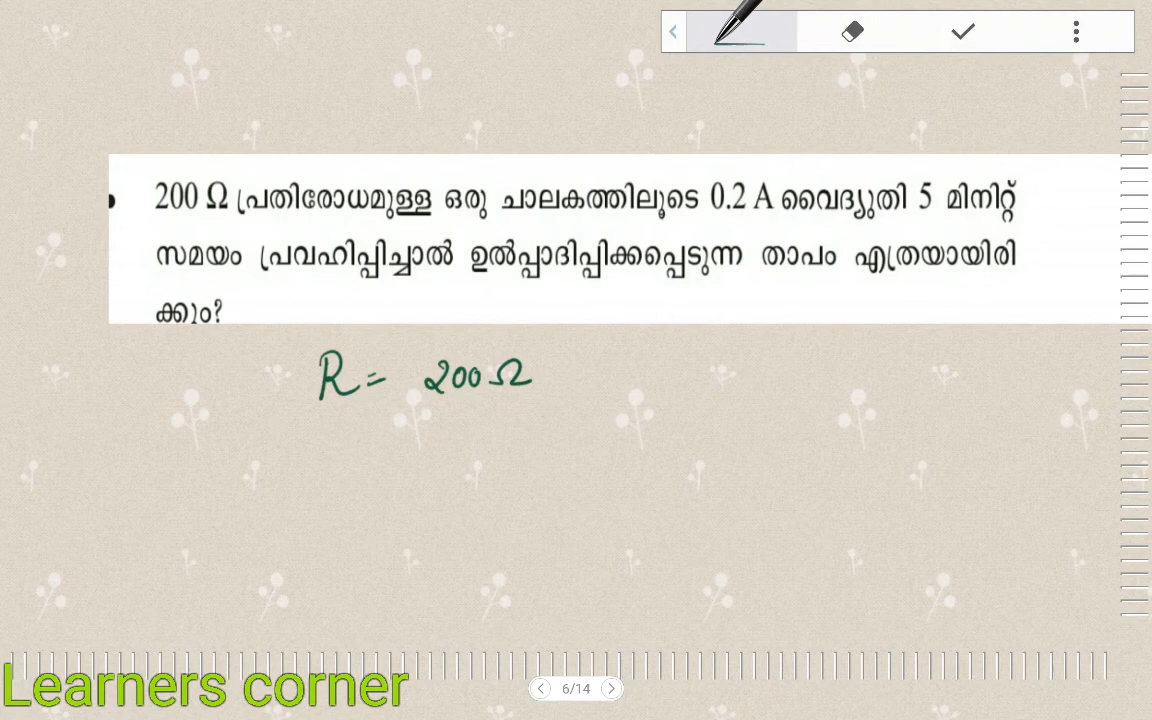 200 Ω പ്രതിരോധമുള്ള ഒരു ചാലകത്തിലൂടെ 0.2 A വൈദ്യുതി 5 മിനിറ്റ്
സമയം പ്രവഹിപ്പിച്ചാൽ ഉൽപ്പാദിപ്പിക്കപ്പെടുന്ന താപം എത്രയായിരി
ക്കും?
R = 200 Ω
Learners corner
6/14